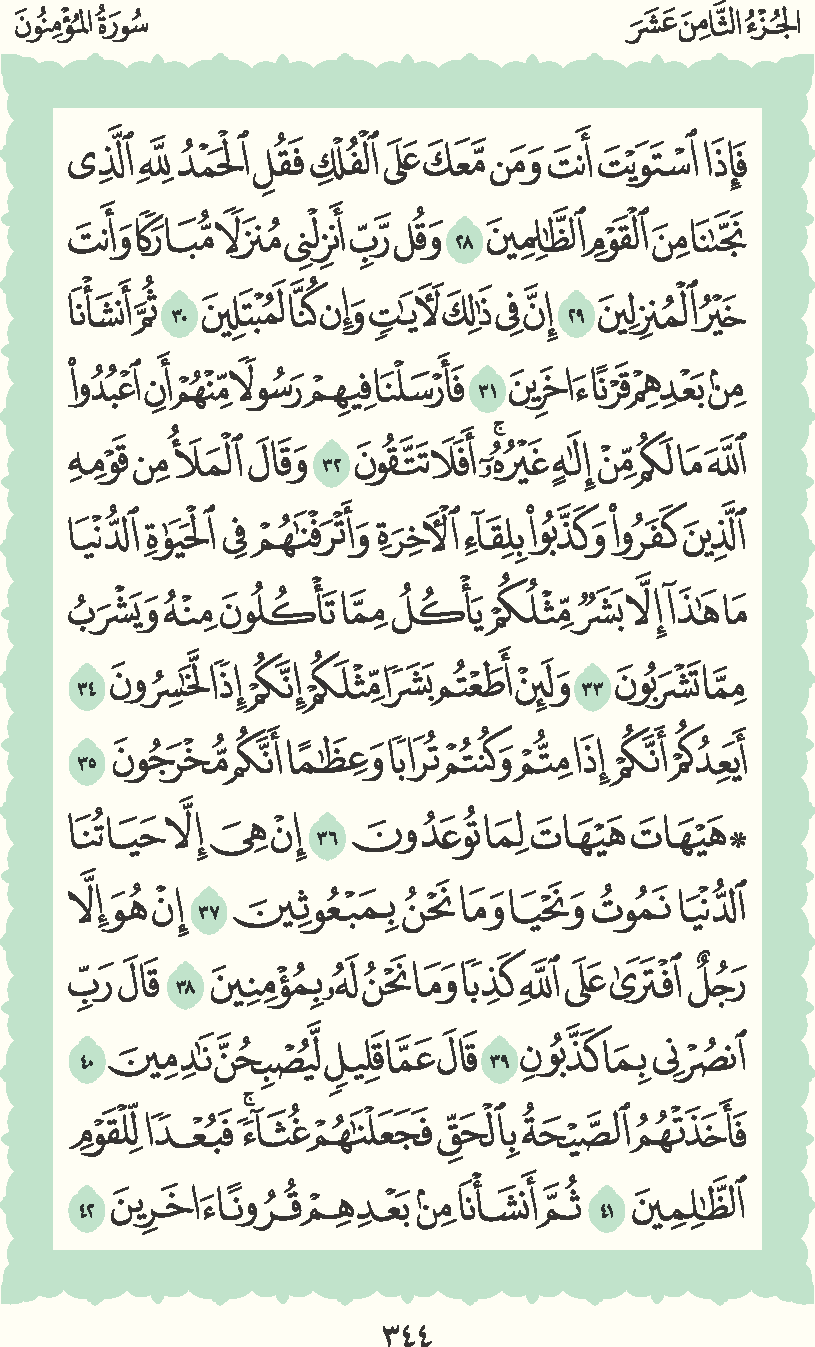 الجُزْءُ الثَّامِنَ عَشَرَ
سُورَةُ المُؤْمِنُونَ
فَإِذَا ٱسْتَوَيْتَ أَنتَ وَمَن مَّعَكَ عَلَى ٱلْفُلْكِ فَقُلِ ٱلْحَمْدُ لِلَّهِ ٱلَّذِى
نَجَّىٰنَا مِنَ ٱلْقَوْمِ ٱلظَّـٰلِمِينَ ٢٨ وَقُل رَّبِّ أَنزِلْنِى مُنزَلًا مُّبَارَكًا وَأَنتَ
خَيْرُ ٱلْمُنزِلِينَ ٢٩ إِنَّ فِى ذَٰلِكَ لَـَٔايَـٰتٍ وَإِن كُنَّا لَمُبْتَلِينَ ٣٠ ثُمَّ أَنشَأْنَا
مِنۢ بَعْدِهِمْ قَرْنًا ءَاخَرِينَ ٣١ فَأَرْسَلْنَا فِيهِمْ رَسُولًا مِّنْهُمْ أَنِ ٱعْبُدُوا۟
ٱللَّهَ مَا لَكُم مِّنْ إِلَـٰهٍ غَيْرُهُۥٓ ۚ أَفَلَا تَتَّقُونَ ٣٢ وَقَالَ ٱلْمَلَأُ مِن قَوْمِهِ
ٱلَّذِينَ كَفَرُوا۟ وَكَذَّبُوا۟ بِلِقَآءِ ٱلْـَٔاخِرَةِ وَأَتْرَفْنَـٰهُمْ فِى ٱلْحَيَوٰةِ ٱلدُّنْيَا
مَا هَـٰذَآ إِلَّا بَشَرٌ مِّثْلُكُمْ يَأْكُلُ مِمَّا تَأْكُلُونَ مِنْهُ وَيَشْرَبُ
مِمَّا تَشْرَبُونَ ٣٣ وَلَئِنْ أَطَعْتُم بَشَرًا مِّثْلَكُمْ إِنَّكُمْ إِذًا لَّخَـٰسِرُونَ ٣٤
أَيَعِدُكُمْ أَنَّكُمْ إِذَا مِتُّمْ وَكُنتُمْ تُرَابًا وَعِظَـٰمًا أَنَّكُم مُّخْرَجُونَ ٣٥
* هَيْهَاتَ هَيْهَاتَ لِمَا تُوعَدُونَ ٣٦ إِنْ هِىَ إِلَّا حَيَاتُنَا
ٱلدُّنْيَا نَمُوتُ وَنَحْيَا وَمَا نَحْنُ بِمَبْعُوثِينَ ٣٧ إِنْ هُوَ إِلَّا
رَجُلٌ ٱفْتَرَىٰ عَلَى ٱللَّهِ كَذِبًا وَمَا نَحْنُ لَهُۥ بِمُؤْمِنِينَ ٣٨ قَالَ رَبِّ
ٱنصُرْنِى بِمَا كَذَّبُونِ ٣٩ قَالَ عَمَّا قَلِيلٍ لَّيُصْبِحُنَّ نَـٰدِمِينَ ٤٠
فَأَخَذَتْهُمُ ٱلصَّيْحَةُ بِٱلْحَقِّ فَجَعَلْنَـٰهُمْ غُثَآءً ۚ فَبُعْدًا لِّلْقَوْمِ
ٱلظَّـٰلِمِينَ ٤١ ثُمَّ أَنشَأْنَا مِنۢ بَعْدِهِمْ قُرُونًا ءَاخَرِينَ ٤٢
٣٤٤